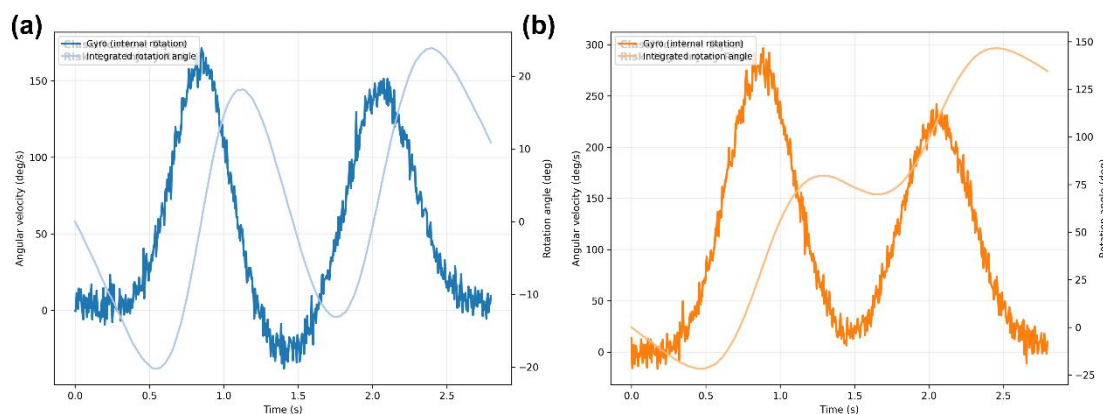 (a)
Gyro (internal rotation)
Integrated rotation angle
Angular velocity (deg/s)
150
100
50
0
Rotation angle (deg)
20
10
0
−10
−20
0.0 0.5 1.0 1.5 2.0 2.5
Time (s)
(b)
Gyro (internal rotation)
Integrated rotation angle
Angular velocity (deg/s)
300
250
200
150
100
50
0
Rotation angle (deg)
150
125
100
75
50
25
0
−25
0.0 0.5 1.0 1.5 2.0 2.5
Time (s)